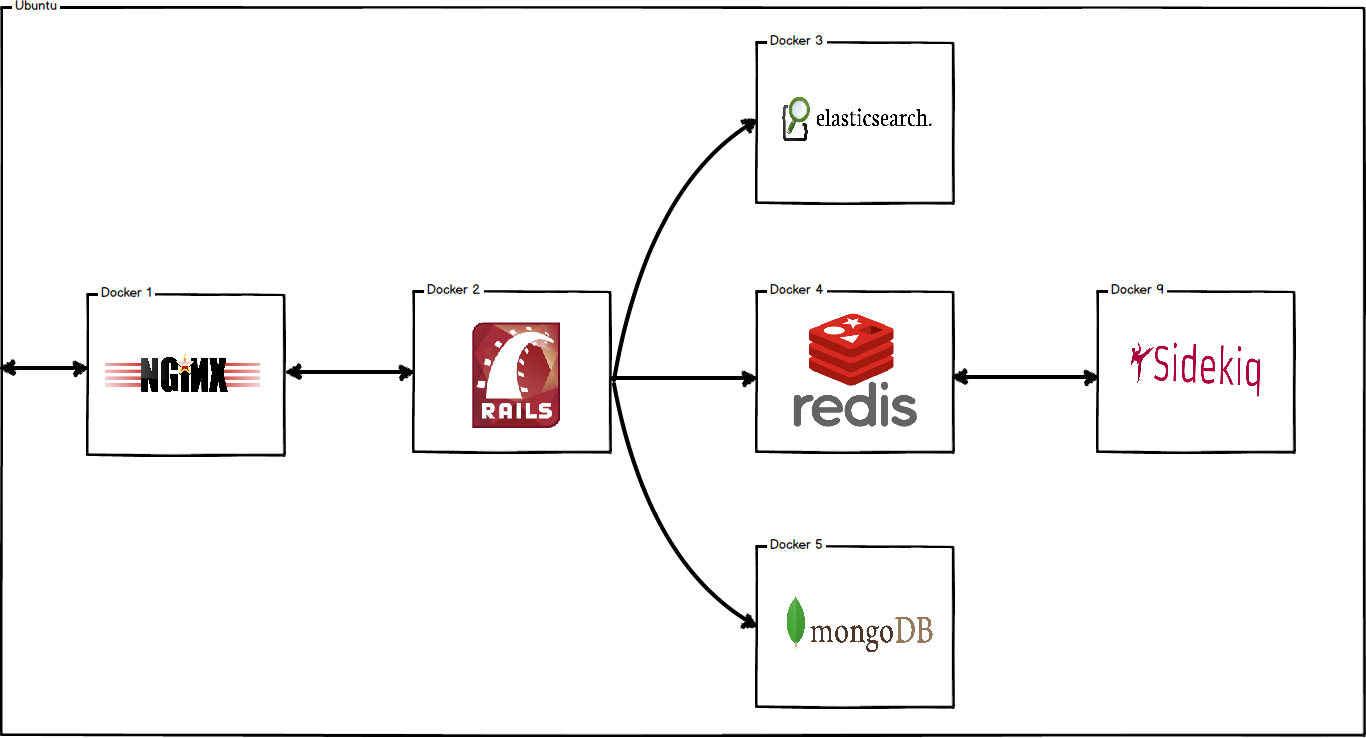 Ubuntu
Docker 3
elasticsearch.
Docker 1
NGiNX
Docker 2
RAILS
Docker 4
redis
Docker 9
Sidekiq
Docker 5
mongoDB